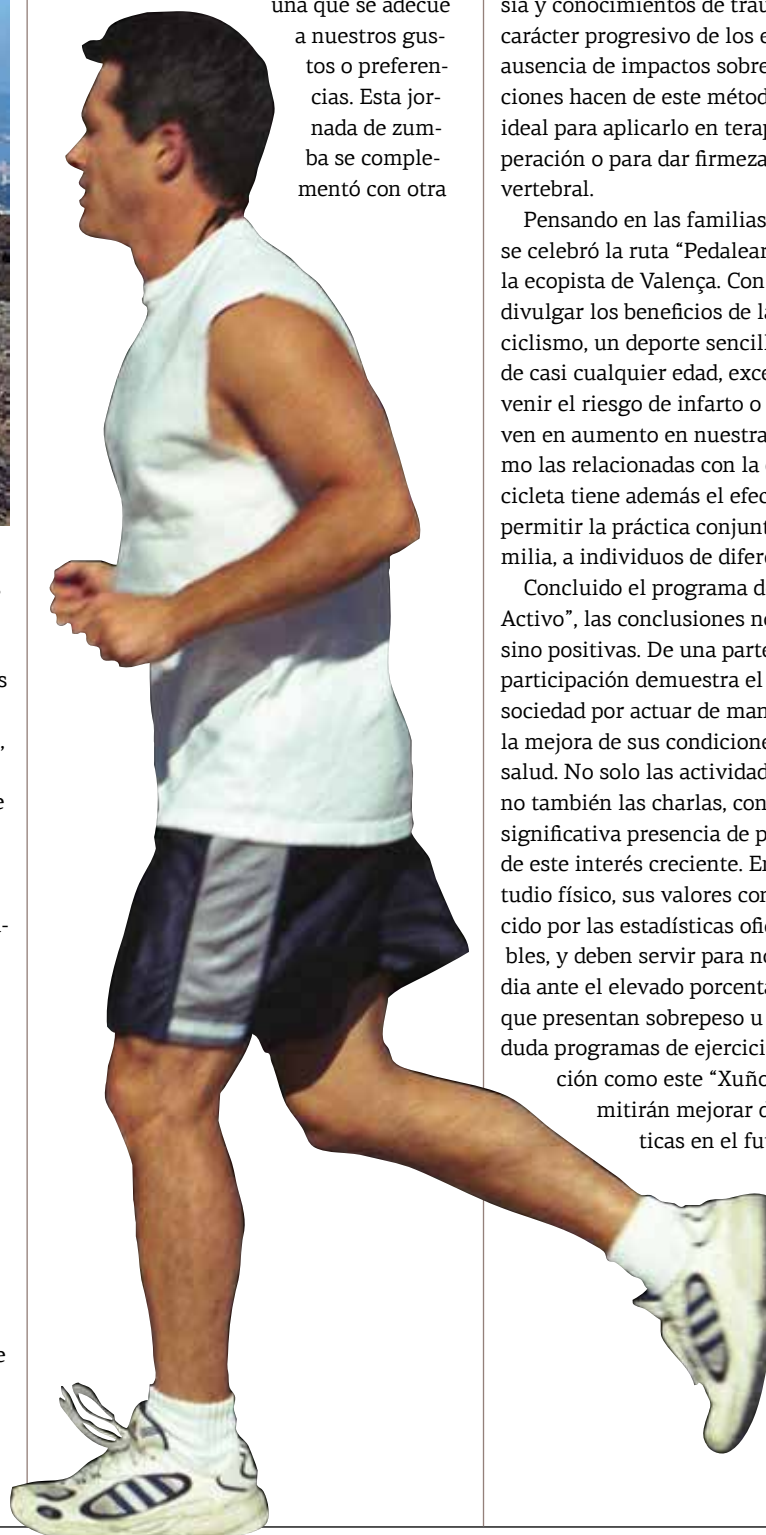 una que se adecúe
a nuestros gus-
tos o preferen-
cias. Esta jor-
nada de zum-
ba se comple-
mentó con otra
sia y conocimientos de trau
carácter progresivo de los e
ausencia de impactos sobre
ciones hacen de este métod
ideal para aplicarlo en terap
peración o para dar firmeza
vertebral.
Pensando en las familias
se celebró la ruta “Pedalear
la ecopista de Valença. Con
divulgar los beneficios de la
ciclismo, un deporte sencill
de casi cualquier edad, exce
venir el riesgo de infarto o
ven en aumento en nuestra
mo las relacionadas con la
cicleta tiene además el efec
permitir la práctica conjunt
milia, a individuos de difere
Concluido el programa d
Activo”, las conclusiones no
sino positivas. De una parte
participación demuestra el
sociedad por actuar de man
la mejora de sus condicione
salud. No solo las actividad
no también las charlas, con
significativa presencia de p
de este interés creciente. En
tudio físico, sus valores con
cido por las estadísticas ofic
bles, y deben servir para no
dia ante el elevado porcenta
que presentan sobrepeso u
duda programas de ejercici
ción como este “Xuño
mitirán mejorar d
ticas en el fu
s
,
e
-
e